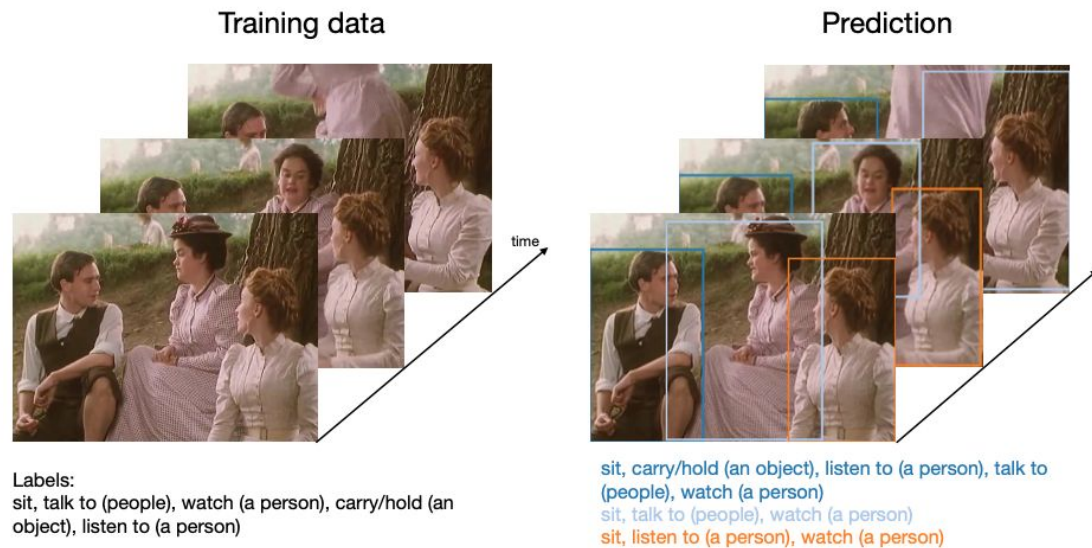 Training data
Prediction
time
time
Labels:
sit, talk to (people), watch (a person), carry/hold (an
object), listen to (a person)
sit, carry/hold (an object), listen to (a person), talk to
(people), watch (a person)
sit, talk to (people), watch (a person)
sit, listen to (a person), watch (a person)